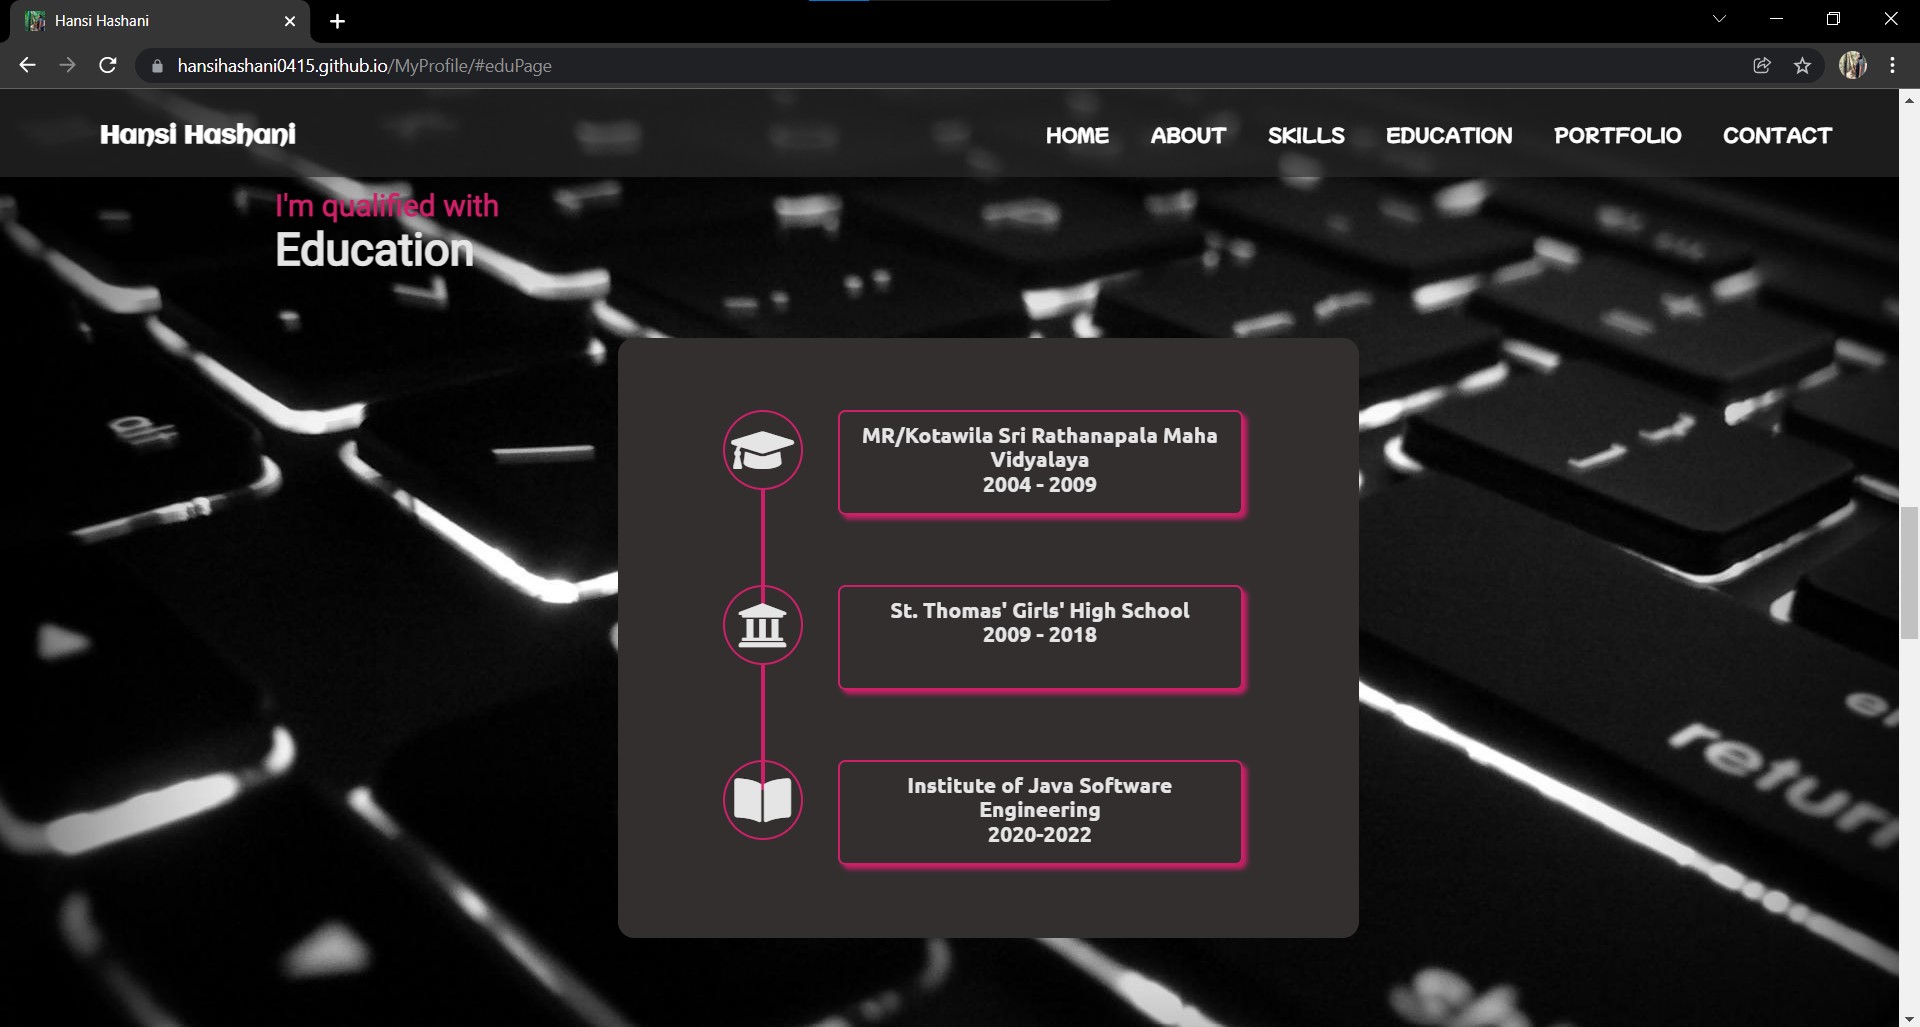 Hansi Hashani
hansihashani0415.github.io/MyProfile/#eduPage
Hansi Hashani
HOME ABOUT SKILLS EDUCATION PORTFOLIO CONTACT
I'm qualified with
Education
alt
MR/Kotawila Sri Rathanapala Maha
Vidyalaya
2004 - 2009
St. Thomas' Girls' High School
2009 - 2018
Institute of Java Software
Engineering
2020-2022
return